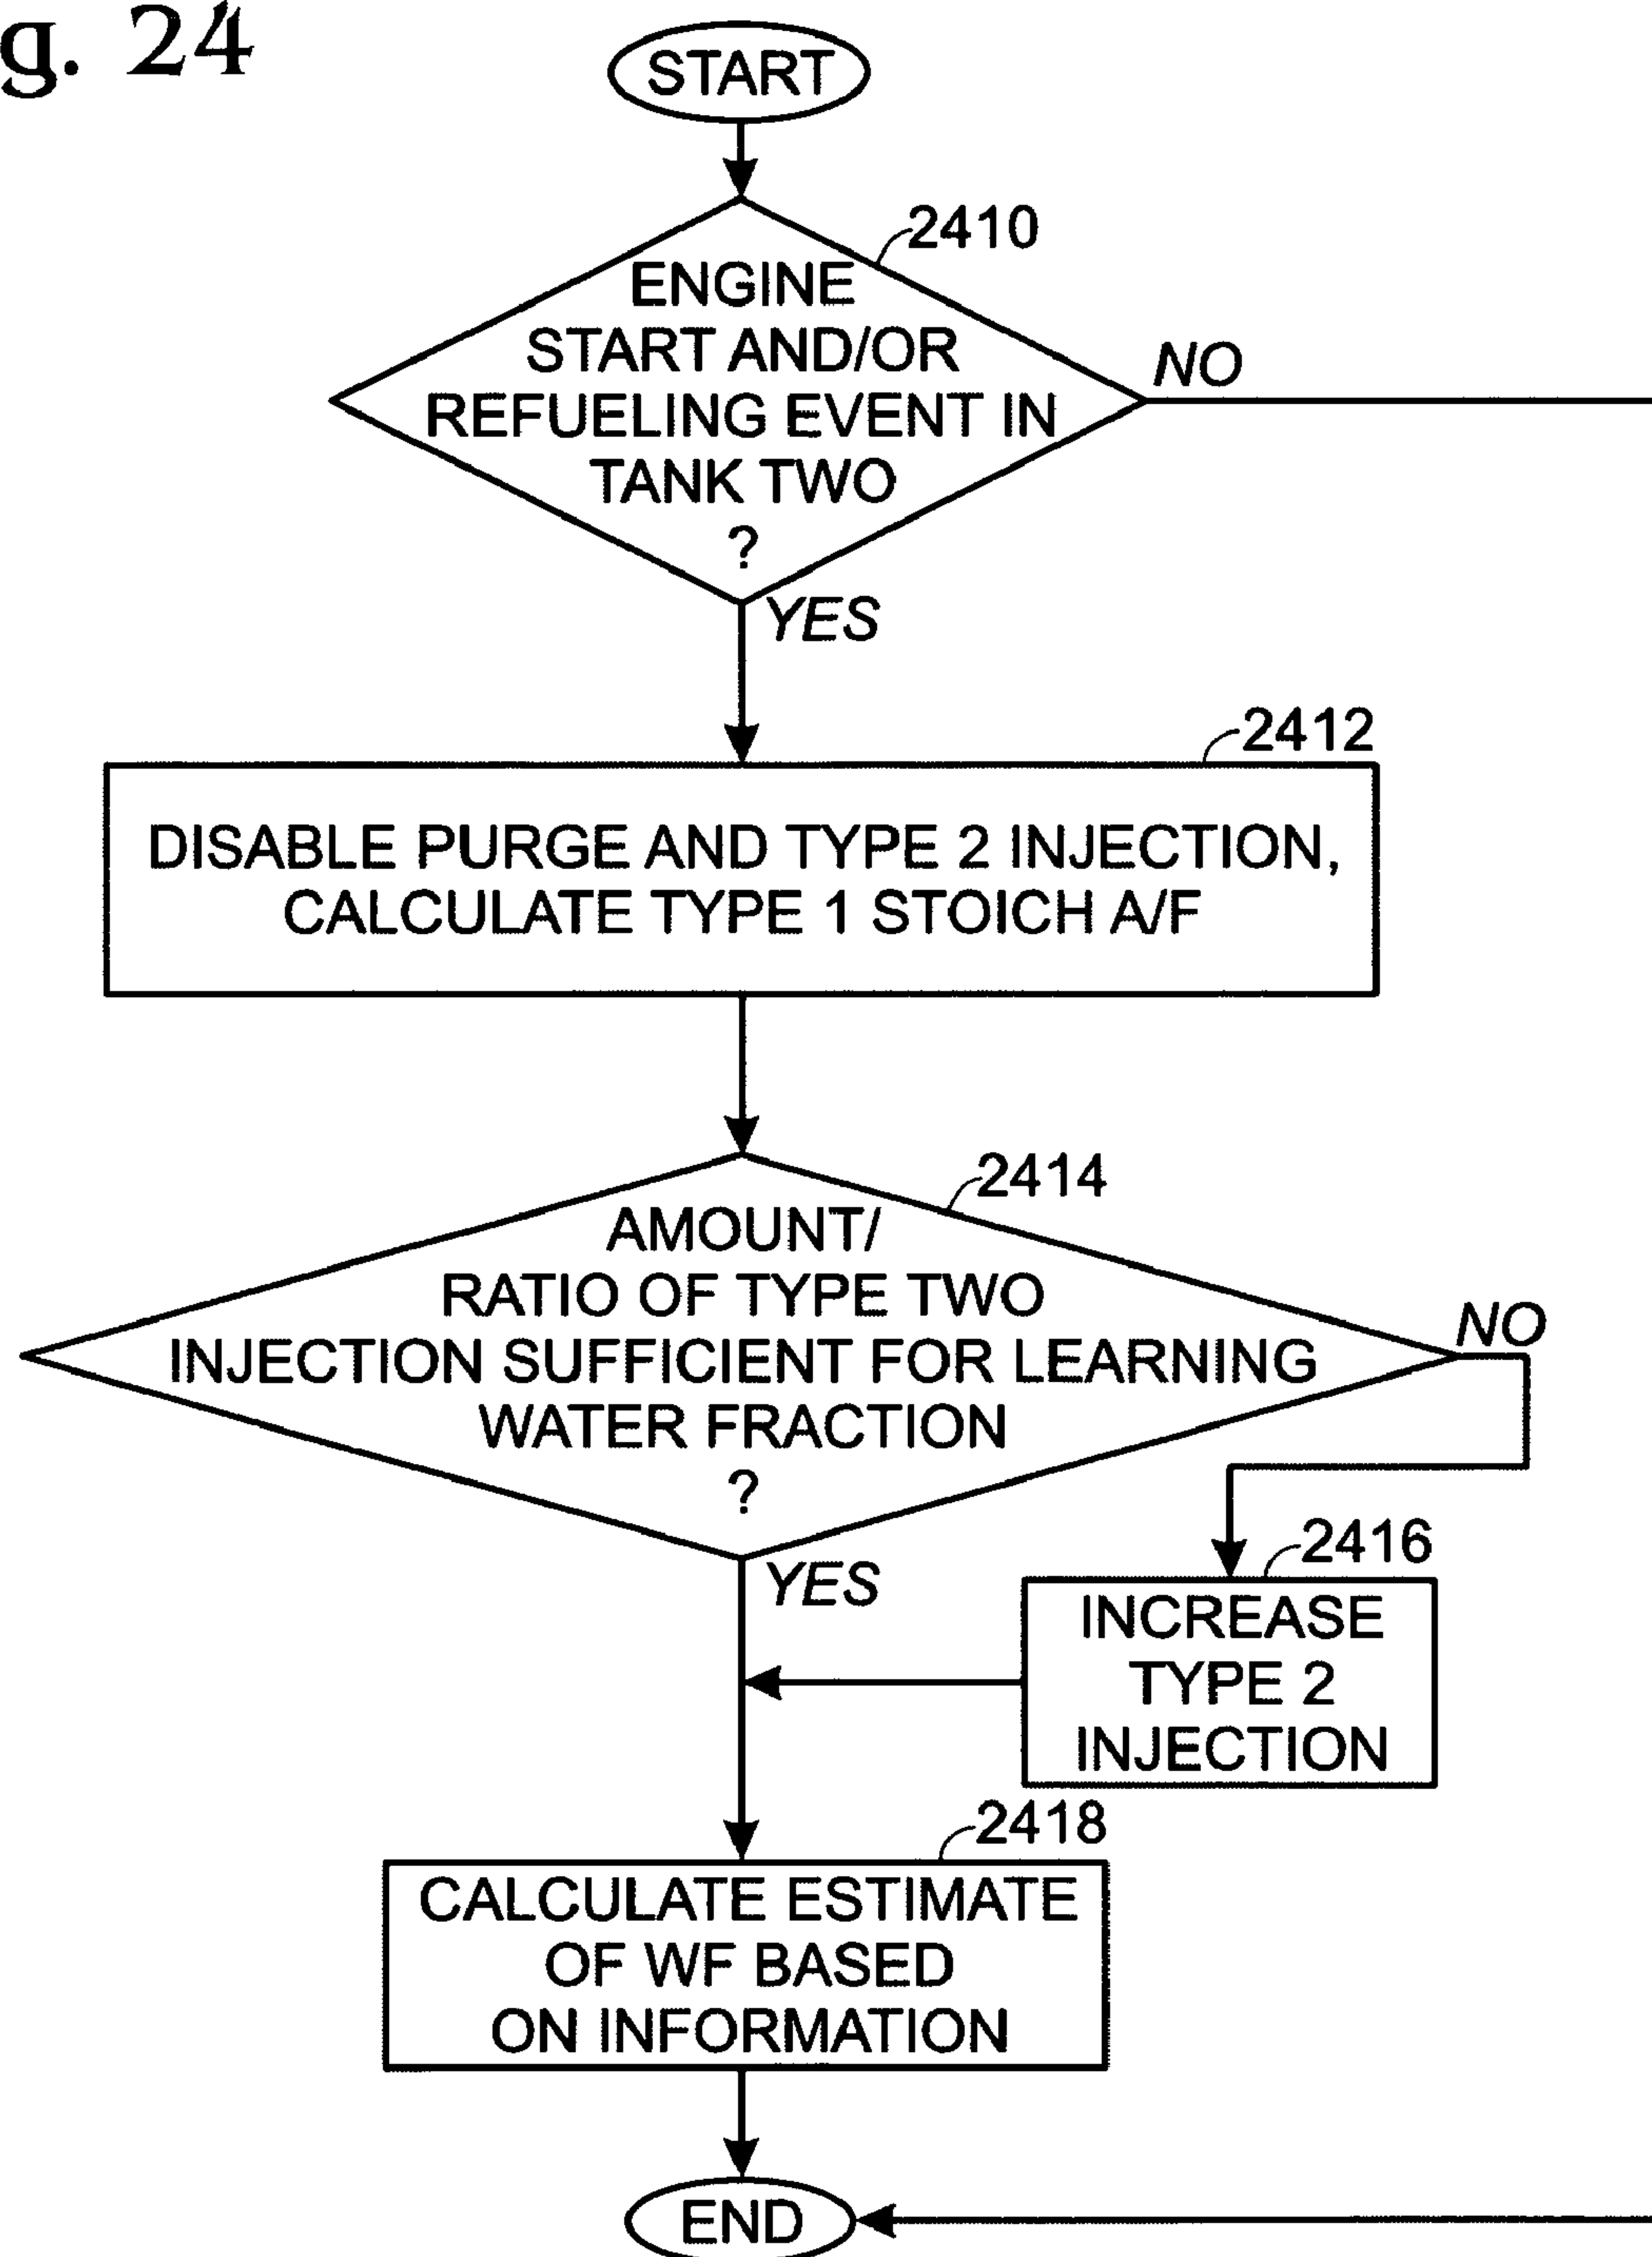 g. 24
START
2410
ENGINE
START AND/OR
REFUELING EVENT IN
TANK TWO
?
NO
YES
2412
DISABLE PURGE AND TYPE 2 INJECTION,
CALCULATE TYPE 1 STOICH A/F
2414
AMOUNT/
RATIO OF TYPE TWO
INJECTION SUFFICIENT FOR LEARNING
WATER FRACTION
?
NO
YES
2416
INCREASE
TYPE 2
INJECTION
2418
CALCULATE ESTIMATE
OF WF BASED
ON INFORMATION
END